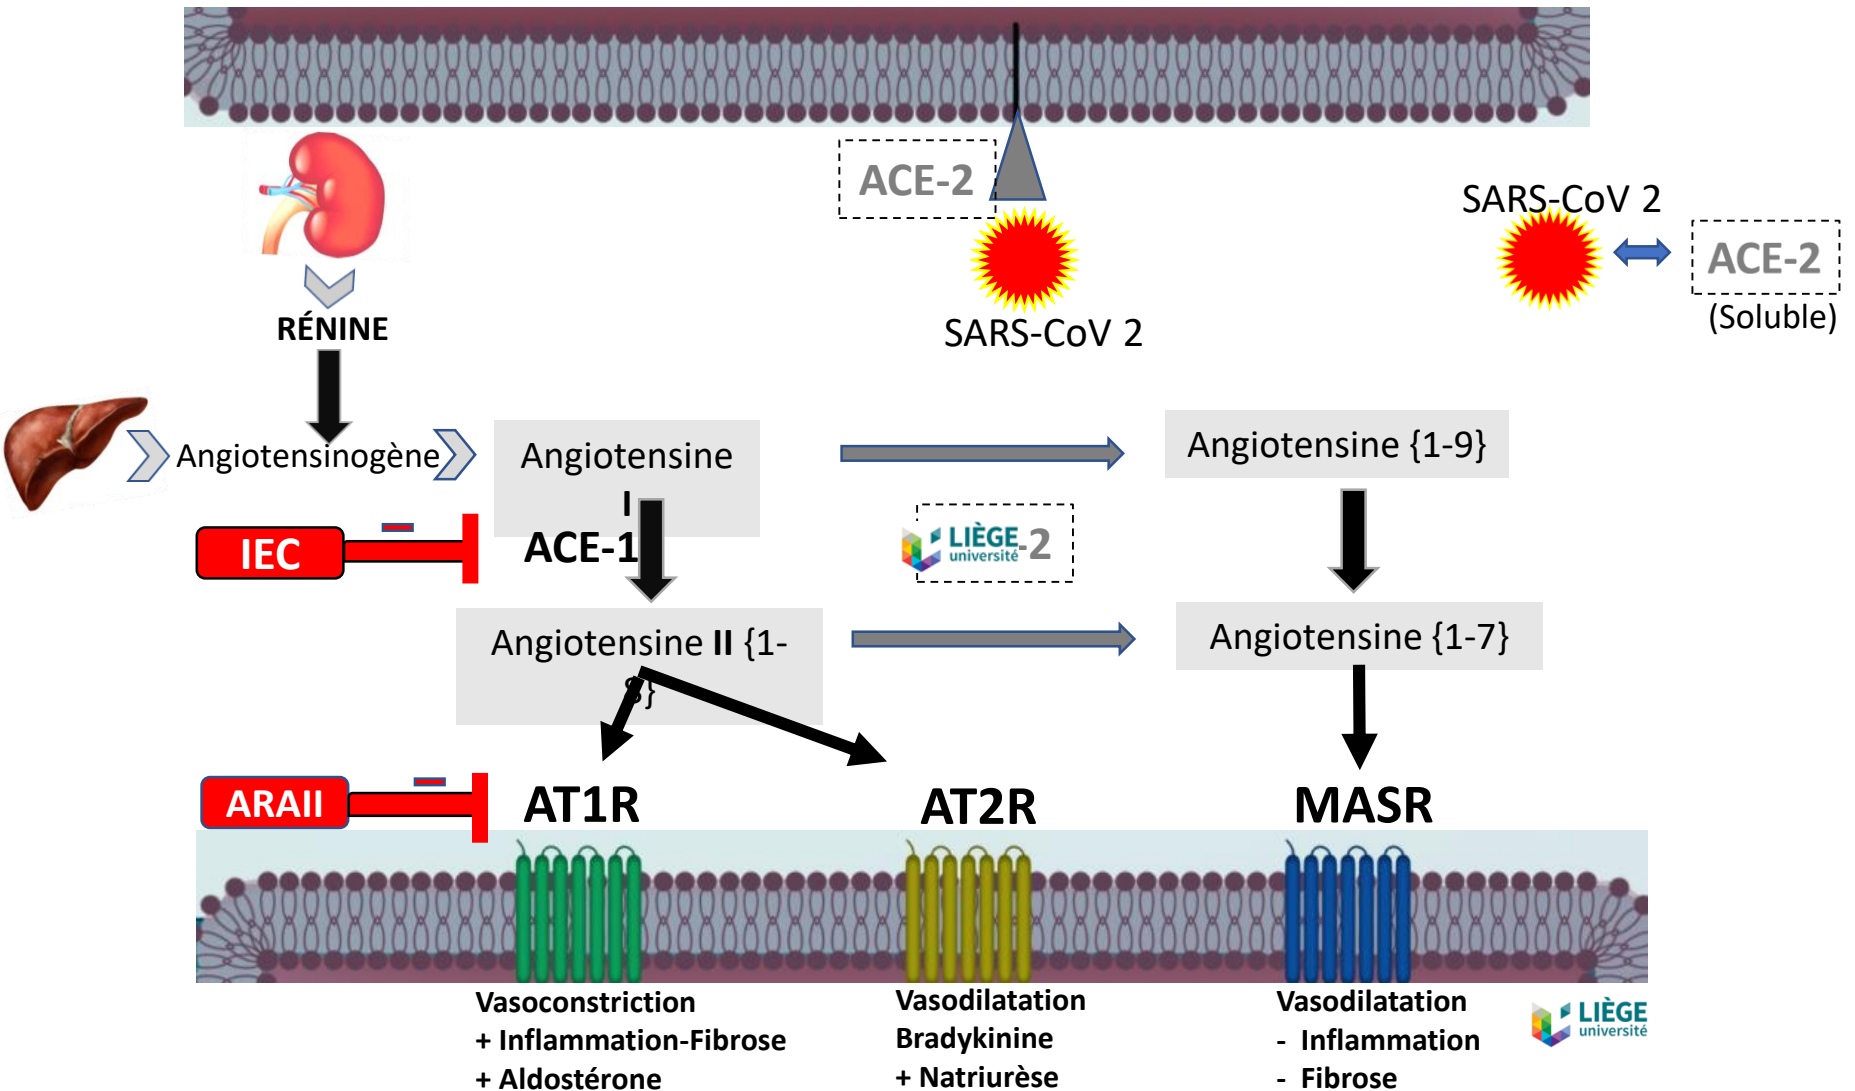 ACE-2
SARS-CoV 2
SARS-CoV 2
ACE-2
(Soluble)
RÉNINE
Angiotensinogène
Angiotensine
I
Angiotensine {1-9}
IEC
ACE-1
LIÈGE
université
-2
Angiotensine II {1-
8}
Angiotensine {1-7}
ARAII
AT1R
AT2R
MASR
Vasoconstriction
+ Inflammation-Fibrose
+ Aldostérone
Vasodilatation
Bradykinine
+ Natriurèse
Vasodilatation
- Inflammation
- Fibrose
LIÈGE
université